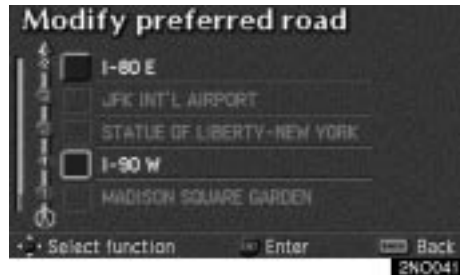 Modify preferred road
I-80 E
JFK INT'L AIRPORT
STATUE OF LIBERTY-NEW YORK
I-90 W
MADISON SQUARE GARDEN
Select function Enter Back
2NO041